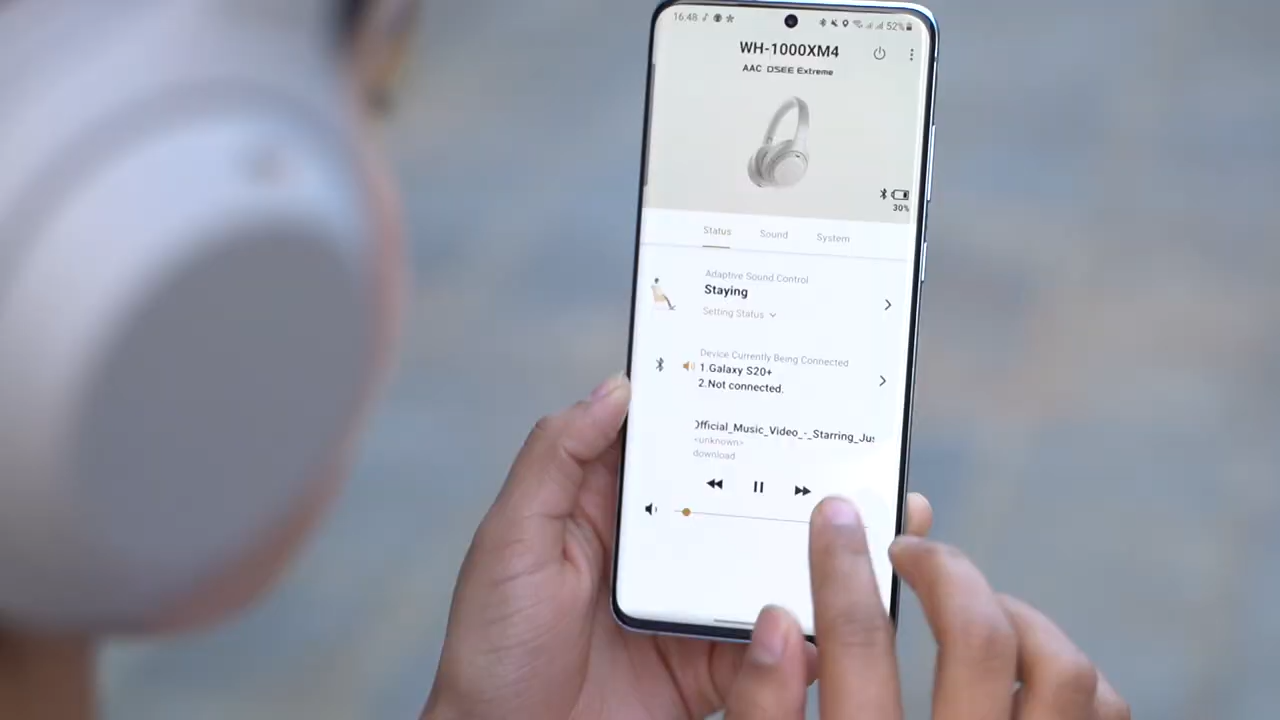 16.48
52%
WH-1000XM4
AAC DSEE Extreme
30%
Status Sound System
Adaptive Sound Control
Staying
Setting Status
Device Currently Being Connected
1.Galaxy S20+
2.Not connected.
Official_Music_Video_-_Starring_Jus
<unknown>
download